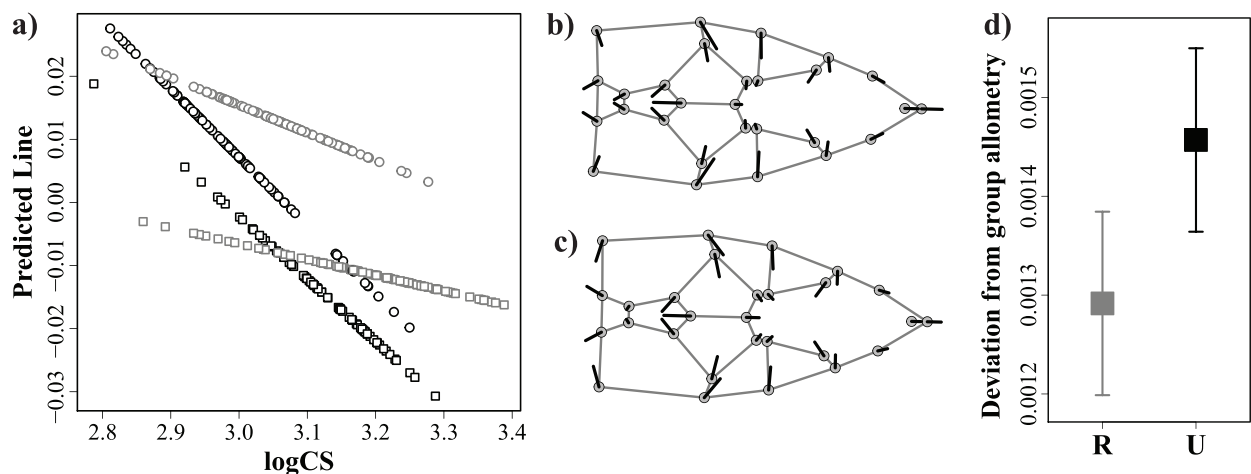 a)
Predicted Line
0.02
0.01
0.00
−0.01
−0.02
−0.03
2.8 2.9 3.0 3.1 3.2 3.3 3.4
logCS
b)
c)
d)
Deviation from group allometry
0.0015
0.0014
0.0013
0.0012
R U